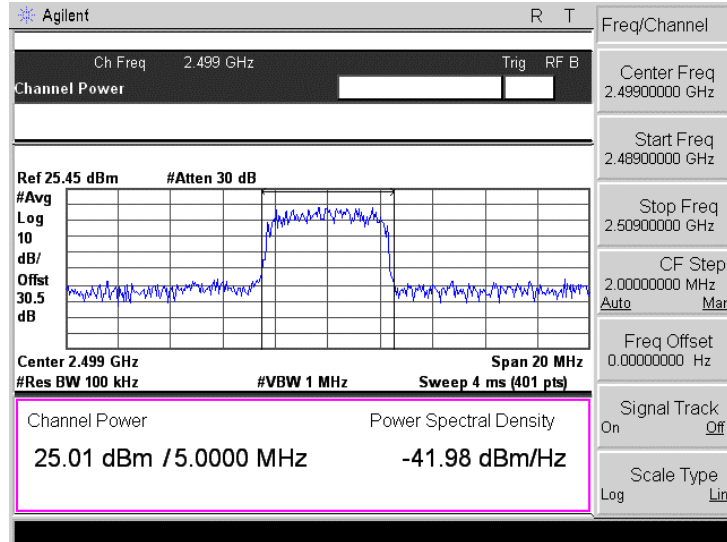 Agilent R T
Ch Freq 2.499 GHz Trig RF B
Channel Power
Ref 25.45 dBm #Atten 30 dB
#Avg
Log
10
dB/
Offst
30.5
dB
Center 2.499 GHz Span 20 MHz
#Res BW 100 kHz #VBW 1 MHz Sweep 4 ms (401 pts)
Channel Power Power Spectral Density
25.01 dBm / 5.0000 MHz -41.98 dBm/Hz
Freq/Channel
Center Freq
2.49900000 GHz
Start Freq
2.48900000 GHz
Stop Freq
2.50900000 GHz
CF Step
2.00000000 MHz
Auto Man
Freq Offset
0.00000000 Hz
Signal Track
On Off
Scale Type
Log Lin